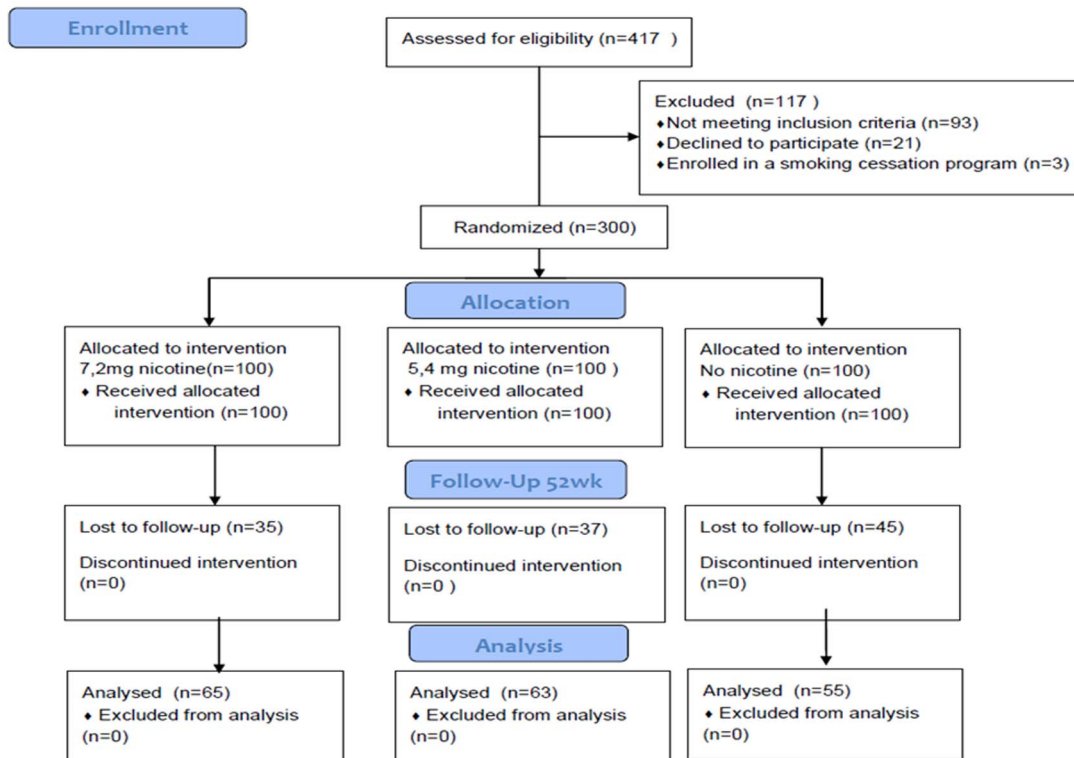 Enrollment
Assessed for eligibility (n=417 )
Excluded (n=117 )
♦Not meeting inclusion criteria (n=93)
♦Declined to participate (n=21)
♦Enrolled in a smoking cessation program (n=3)
Randomized (n=300)
Allocation
Allocated to intervention
7,2mg nicotine(n=100)
♦ Received allocated
intervention (n=100)
Allocated to intervention
5,4 mg nicotine (n=100 )
♦ Received allocated
intervention (n=100)
Allocated to intervention
No nicotine (n=100)
♦ Received allocated
intervention (n=100)
Follow-Up 52wk
Lost to follow-up (n=35)
Discontinued intervention
(n=0)
Lost to follow-up (n=37)
Discontinued intervention
(n=0 )
Lost to follow-up (n=45)
Discontinued intervention
(n=0)
Analysis
Analysed (n=65)
♦ Excluded from analysis
(n=0)
Analysed (n=63)
♦ Excluded from analysis
(n=0)
Analysed (n=55)
♦ Excluded from analysis
(n=0)